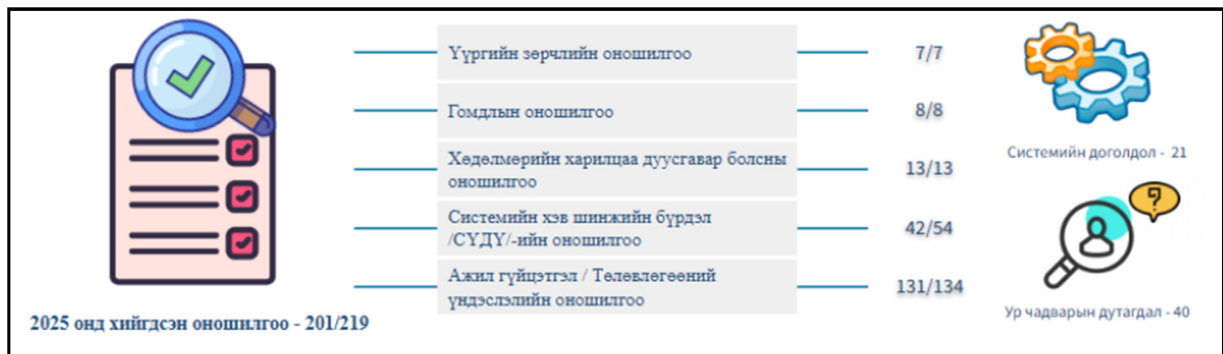 Үүргийн зөрчлийн оношилгоо
7/7
Гомдлын оношилгоо
8/8
Хөдөлмөрийн харилцаа дуусгавар болсны
оношилгоо
13/13
Системийн хэв шинжийн бүрдэл
/СҮДҮ/-ийн оношилгоо
42/54
Ажил гүйцэтгэл / Төлөвлөгөөний
үндэслэлийн оношилгоо
131/134
2025 онд хийгдсэн оношилгоо - 201/219
Системийн доголдол - 21
?
Ур чадварын дутагдал - 40